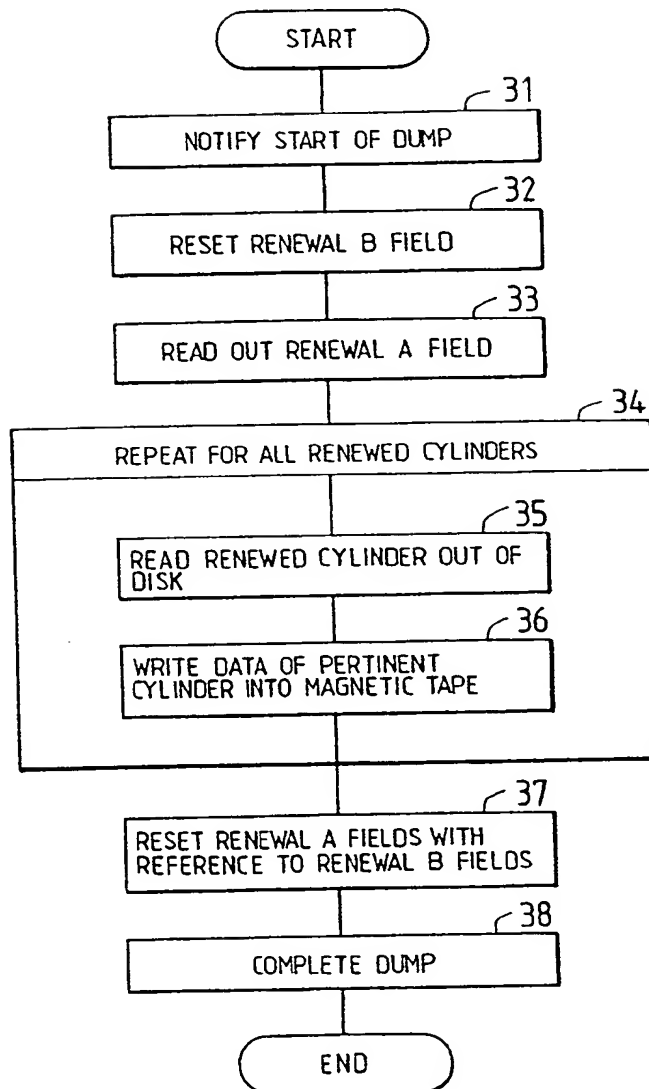 START
31
NOTIFY START OF DUMP
32
RESET RENEWAL B FIELD
33
READ OUT RENEWAL A FIELD
34
REPEAT FOR ALL RENEWED CYLINDERS
35
READ RENEWED CYLINDER OUT OF
DISK
36
WRITE DATA OF PERTINENT
CYLINDER INTO MAGNETIC TAPE
37
RESET RENEWAL A FIELDS WITH
REFERENCE TO RENEWAL B FIELDS
38
COMPLETE DUMP
END